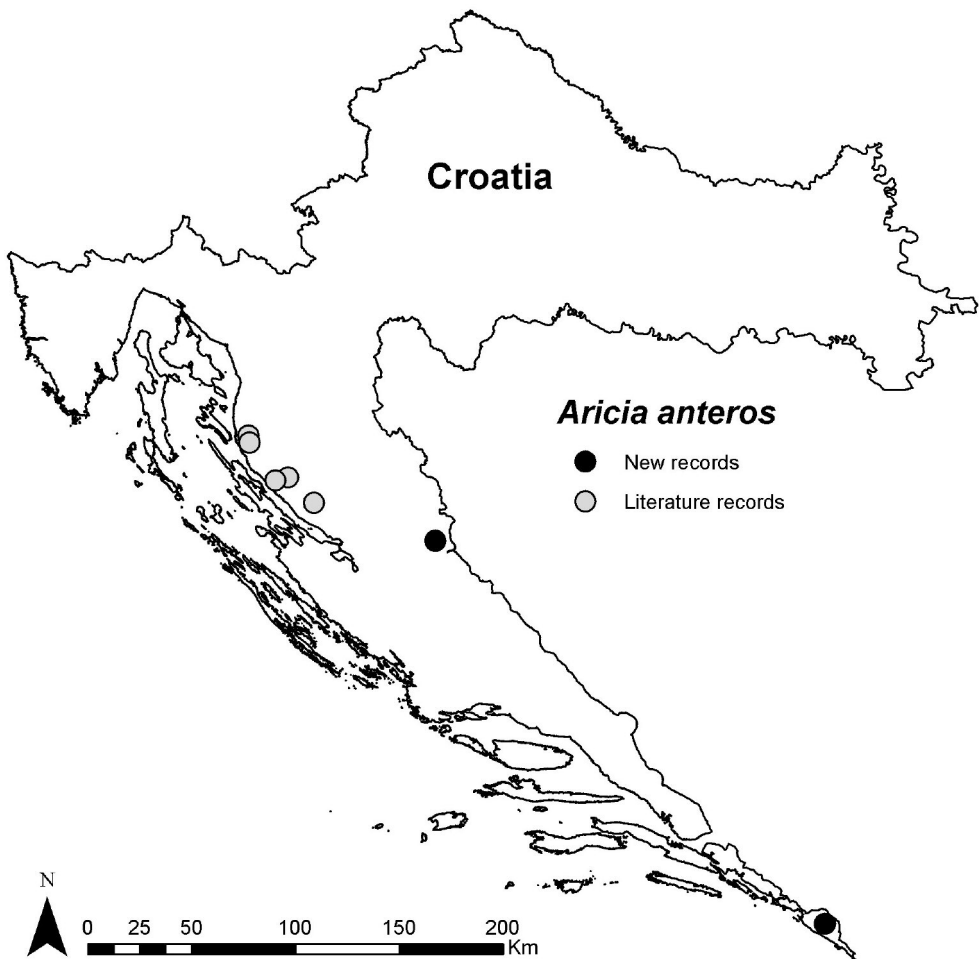 Croatia
Aricia anteros
New records
Literature records
N
0 25 50 100 150 200
Km